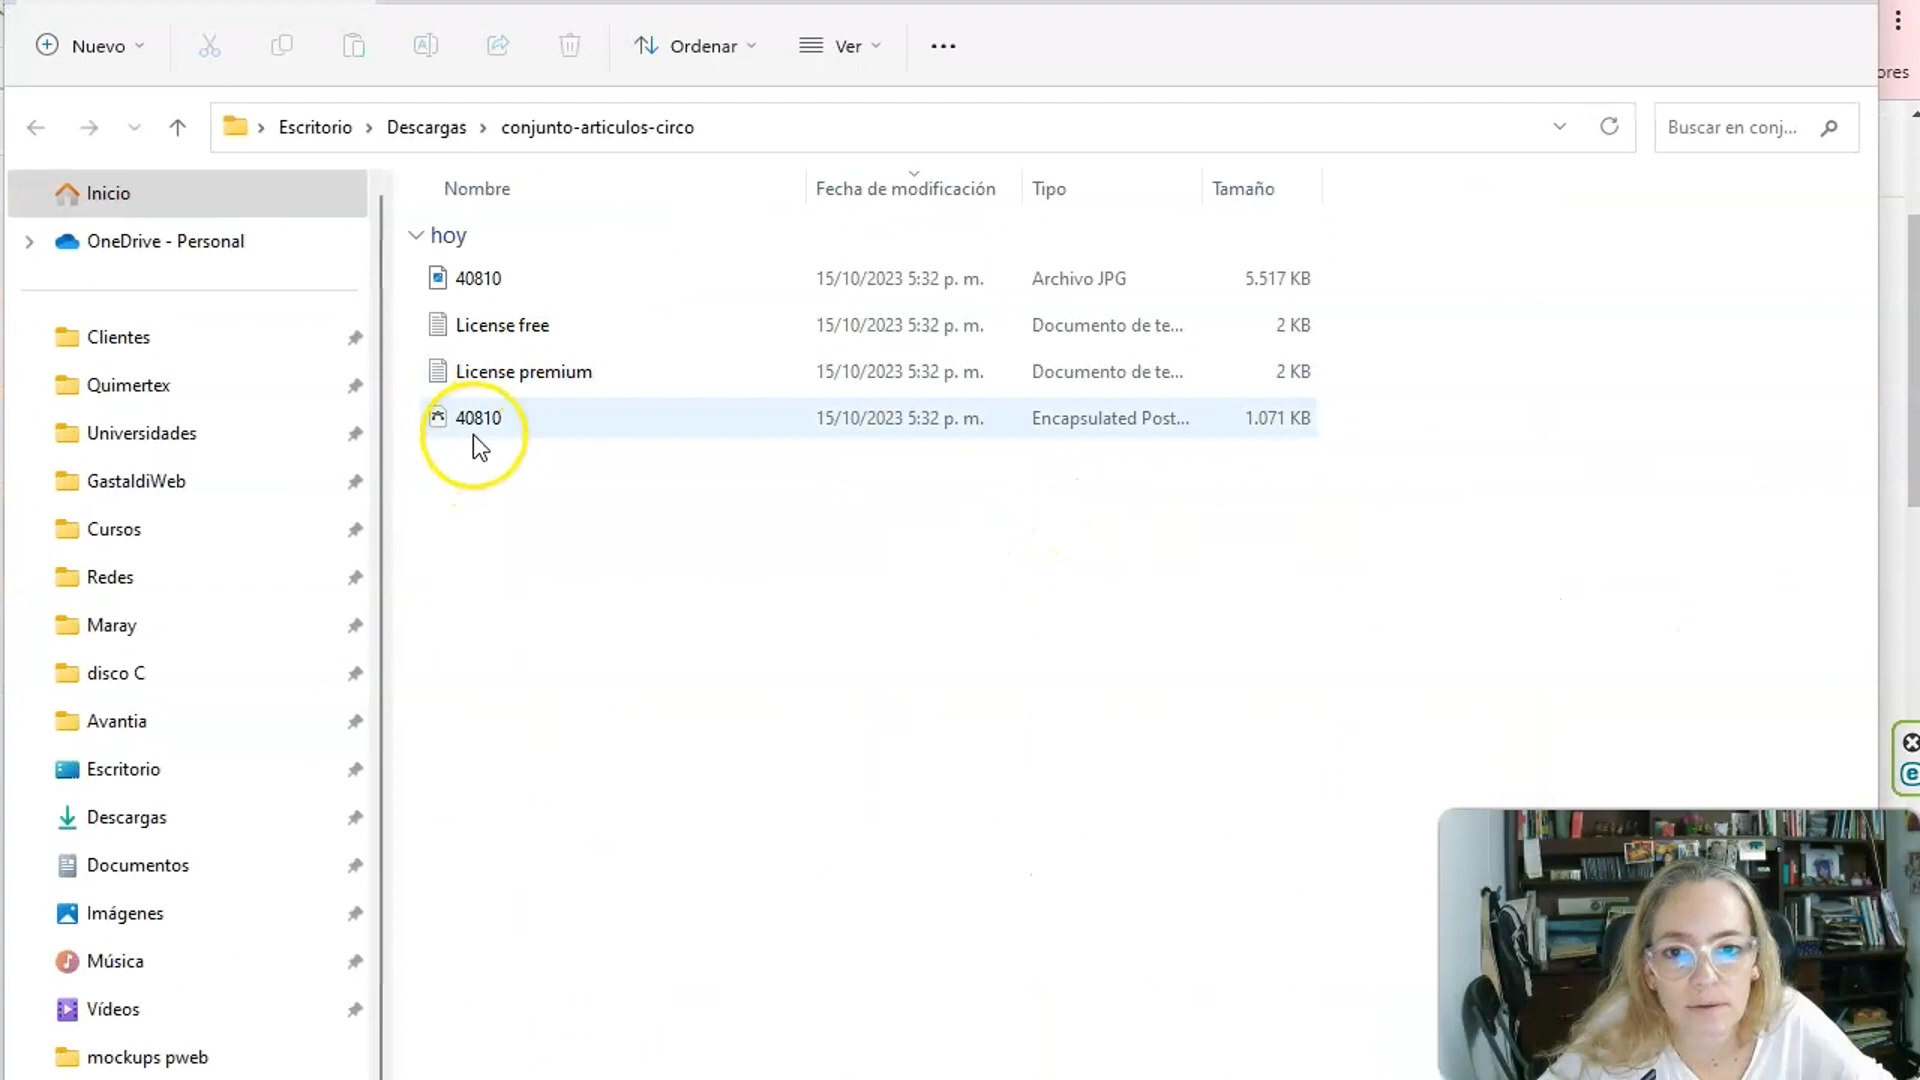 Nuevo
Ordenar
Ver
ores
Escritorio
Descargas
conjunto-articulos-circo
Buscar en conj...
Nombre
Fecha de modificación
Tipo
Tamaño
hoy
40810 15/10/2023 5:32 p. m. Archivo JPG 5.517 KB
License free 15/10/2023 5:32 p. m. Documento de te... 2 KB
License premium 15/10/2023 5:32 p. m. Documento de te... 2 KB
40810 15/10/2023 5:32 p. m. Encapsulated Post... 1.071 KB
Inicio
OneDrive - Personal
Clientes
Quimertex
Universidades
GastaldiWeb
Cursos
Redes
Maray
disco C
Avantia
Escritorio
Descargas
Documentos
Imágenes
Música
Vídeos
mockups pweb